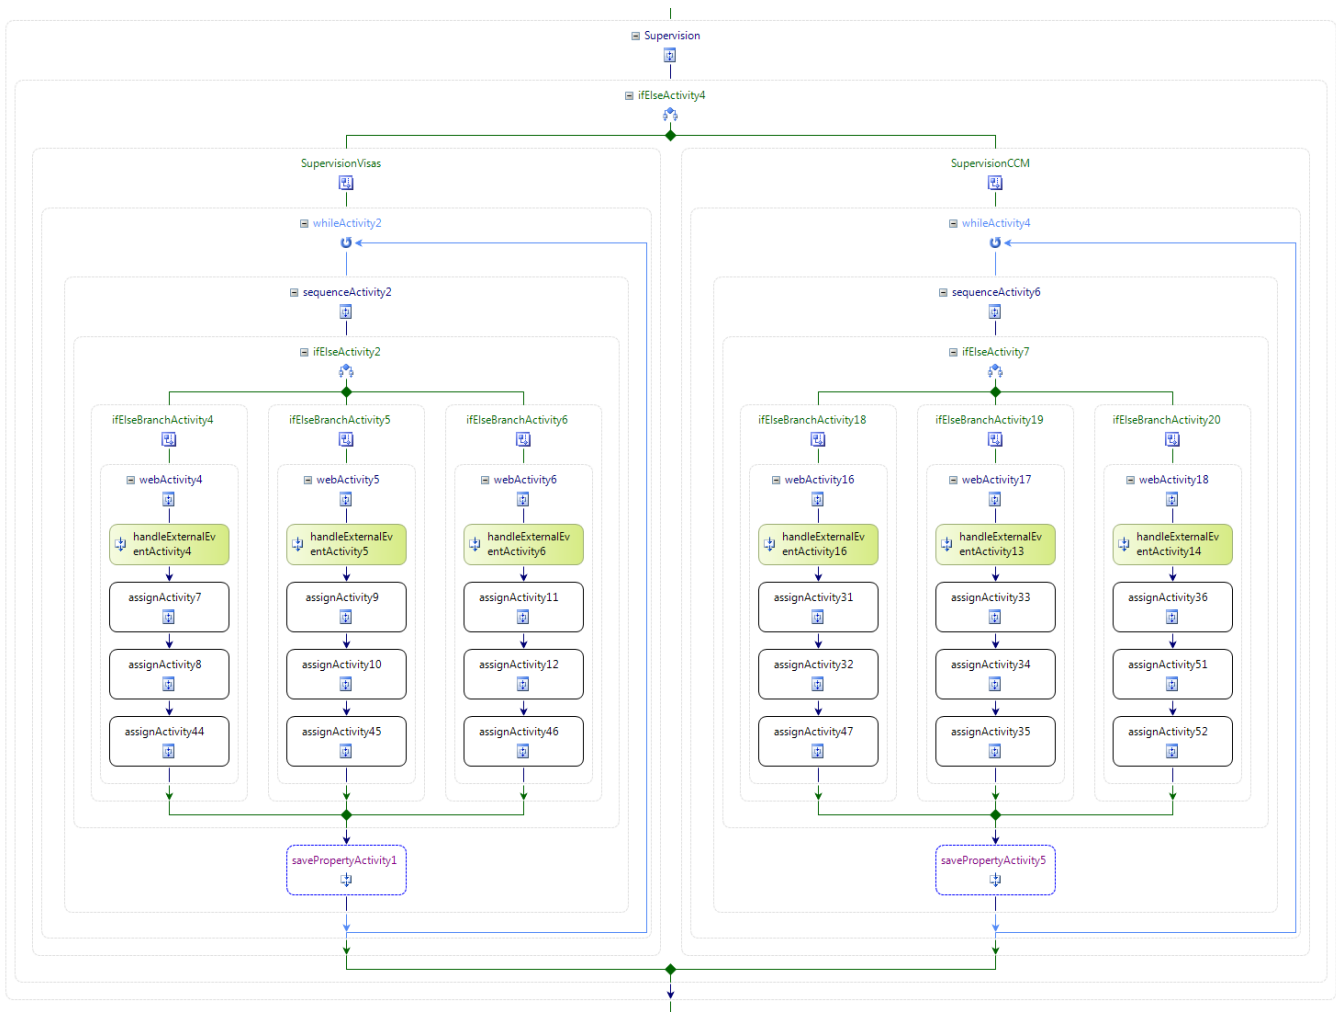 Supervision
ifElseActivity4
SupervisionVisas
SupervisionCCM
whileActivity2
whileActivity4
sequenceActivity2
sequenceActivity6
ifElseActivity2
ifElseActivity7
ifElseBranchActivity4
ifElseBranchActivity5
ifElseBranchActivity6
ifElseBranchActivity18
ifElseBranchActivity19
ifElseBranchActivity20
webActivity4
webActivity5
webActivity6
webActivity16
webActivity17
webActivity18
handleExternalEv
entActivity4
handleExternalEv
entActivity5
handleExternalEv
entActivity6
handleExternalEv
entActivity16
handleExternalEv
entActivity13
handleExternalEv
entActivity14
assignActivity7
assignActivity9
assignActivity11
assignActivity31
assignActivity33
assignActivity36
assignActivity8
assignActivity10
assignActivity12
assignActivity32
assignActivity34
assignActivity51
assignActivity44
assignActivity45
assignActivity46
assignActivity47
assignActivity35
assignActivity52
savePropertyActivity1
savePropertyActivity5